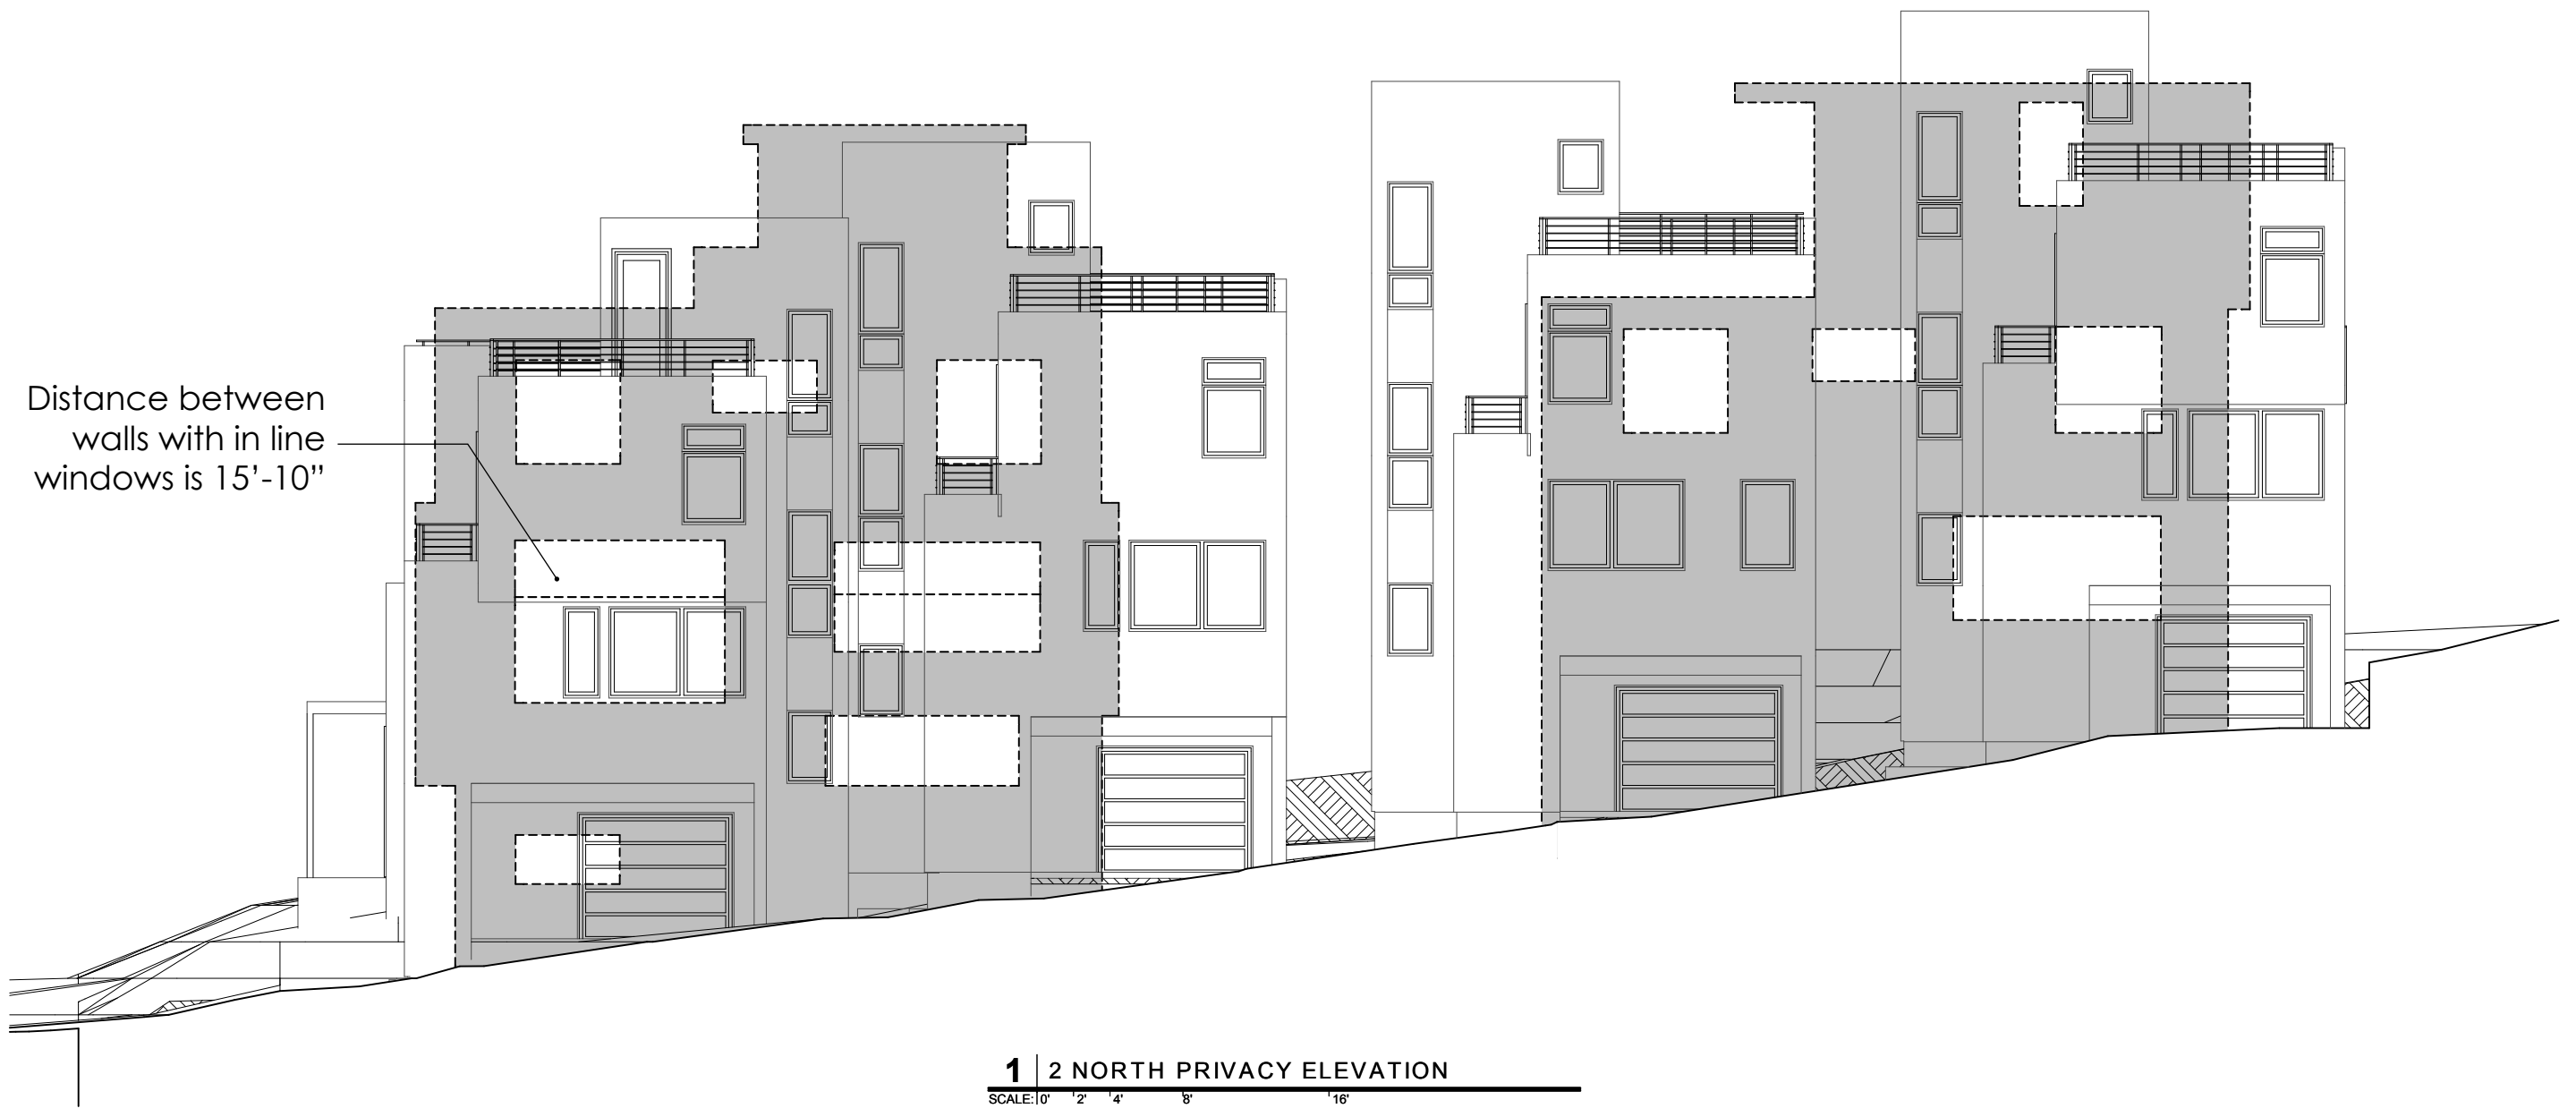 Distance between
walls with in line
windows is 15’-10”
1 2 NORTH PRIVACY ELEVATION
SCALE: 0' 2' 4' 8' 16'